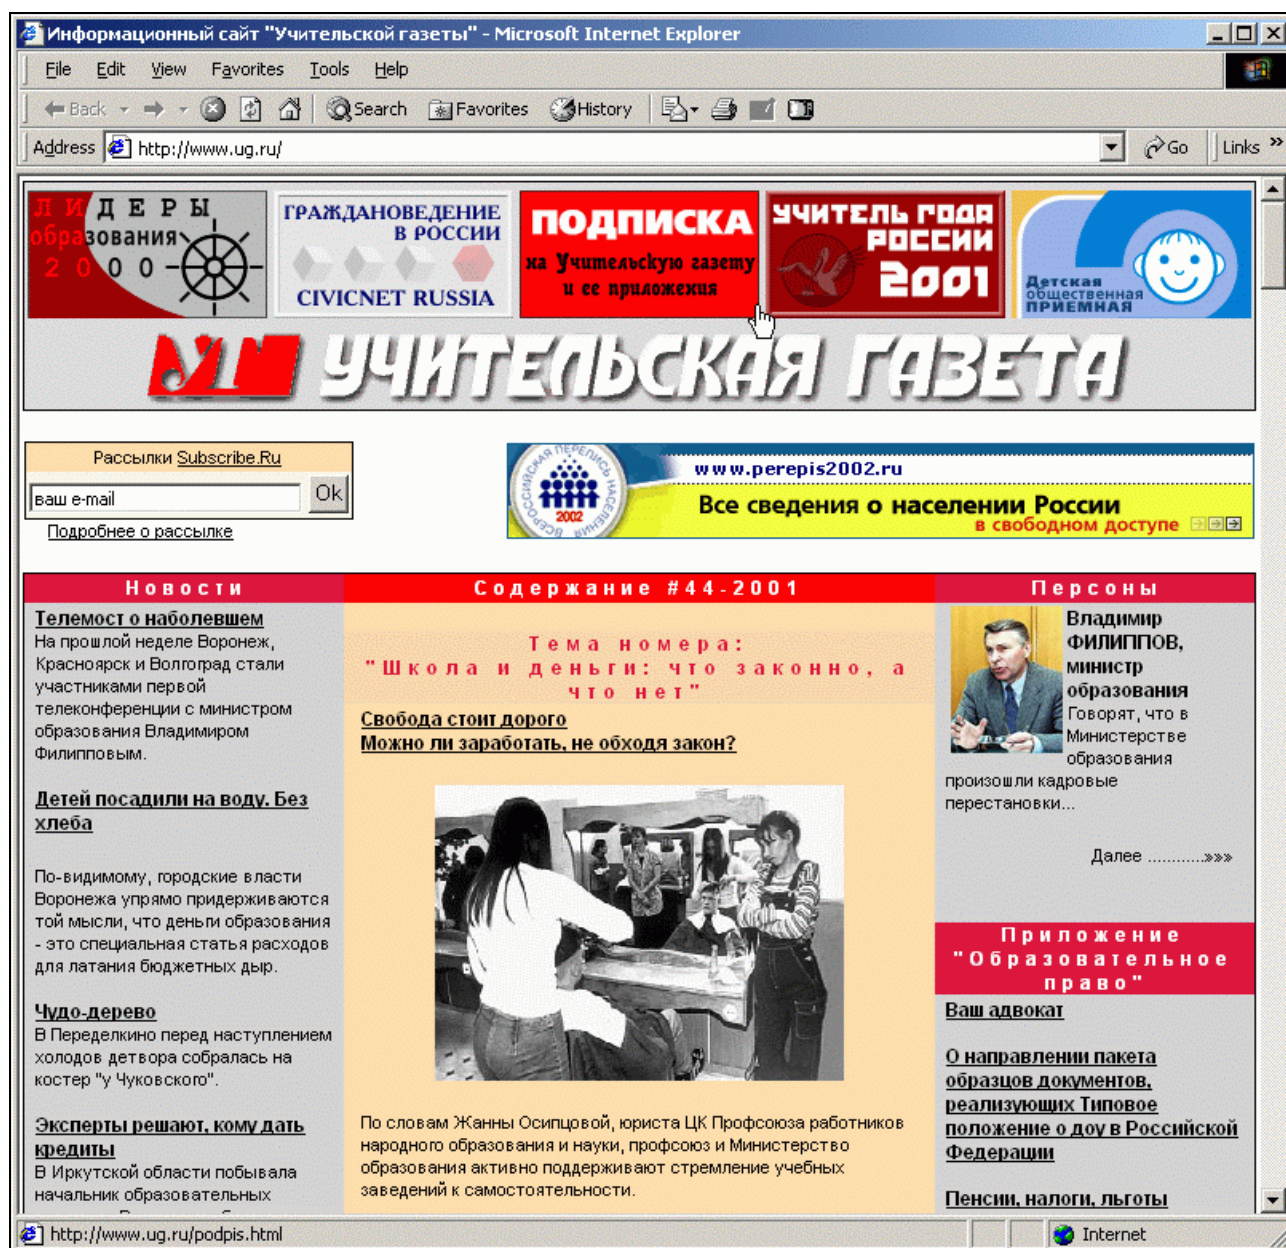 Информационный сайт "Учительской газеты" - Microsoft Internet Explorer
File Edit View Favorites Tools Help
Back Search Favorites History
Address http://www.ug.ru/ Go Links »
ЛИДЕРЫ
образования
2000
ГРАЖДАНОВЕДЕНИЕ
В РОССИИ
CIVICNET RUSSIA
ПОДПИСКА
на Учительскую газету
и ее приложения
УЧИТЕЛЬ ГОДА
РОССИИ
2001
Детская
общественная
ПРИЕМНАЯ
УГ УЧИТЕЛЬСКАЯ ГАЗЕТА
Рассылки Subscribe.Ru
ваш e-mail Ok
Подробнее о рассылке
ВСЕРОССИЙСКАЯ ПЕРЕПИСЬ НАСЕЛЕНИЯ
2002
www.perepis2002.ru
Все сведения о населении России
в свободном доступе
Новости
Телемост о наболевшем
На прошлой неделе Воронеж,
Красноярск и Волгоград стали
участниками первой
телеконференции с министром
образования Владимиром
Филипповым.
Детей посадили на воду. Без
хлеба
По-видимому, городские власти
Воронежа упрямо придерживаются
той мысли, что деньги образования
- это специальная статья расходов
для латания бюджетных дыр.
Чудо-дерево
В Переделкино перед наступлением
холодов детвора собралась на
костер "у Чуковского".
Эксперты решают, кому дать
кредиты
В Иркутской области побывала
начальник образовательных
Содержание #44-2001
Тема номера:
"Школа и деньги: что законно, а
что нет"
Свобода стоит дорого
Можно ли заработать, не обходя закон?
По словам Жанны Осипцовой, юриста ЦК Профсоюза работников
народного образования и науки, профсоюз и Министерство
образования активно поддерживают стремление учебных
заведений к самостоятельности.
Персоны
Владимир
ФИЛИППОВ,
министр
образования
Говорят, что в
Министерстве
образования
произошли кадровые
перестановки...
Далее ............»»»
Приложение
"Образовательное
право"
Ваш адвокат
О направлении пакета
образцов документов,
реализующих Типовое
положение о доу в Российской
Федерации
Пенсии, налоги, льготы
http://www.ug.ru/podpis.html Internet